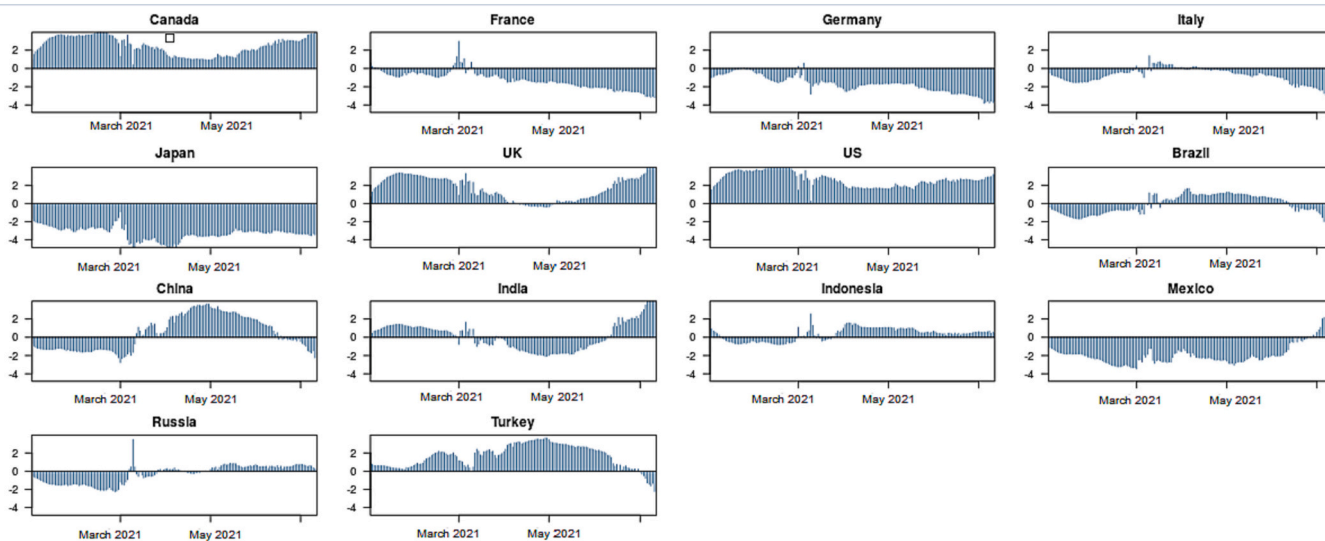 Canada France Germany Italy
2 2 2 2
0 0 0 0
-2 -2 -2 -2
-4 -4 -4 -4
March 2021 May 2021 March 2021 May 2021 March 2021 May 2021 March 2021 May 2021
Japan UK US Brazil
2 2 2 2
0 0 0 0
-2 -2 -2 -2
-4 -4 -4 -4
March 2021 May 2021 March 2021 May 2021 March 2021 May 2021 March 2021 May 2021
China India Indonesia Mexico
2 2 2 2
0 0 0 0
-2 -2 -2 -2
-4 -4 -4 -4
March 2021 May 2021 March 2021 May 2021 March 2021 May 2021 March 2021 May 2021
Russia Turkey
2 2
0 0
-2 -2
-4 -4
March 2021 May 2021 March 2021 May 2021